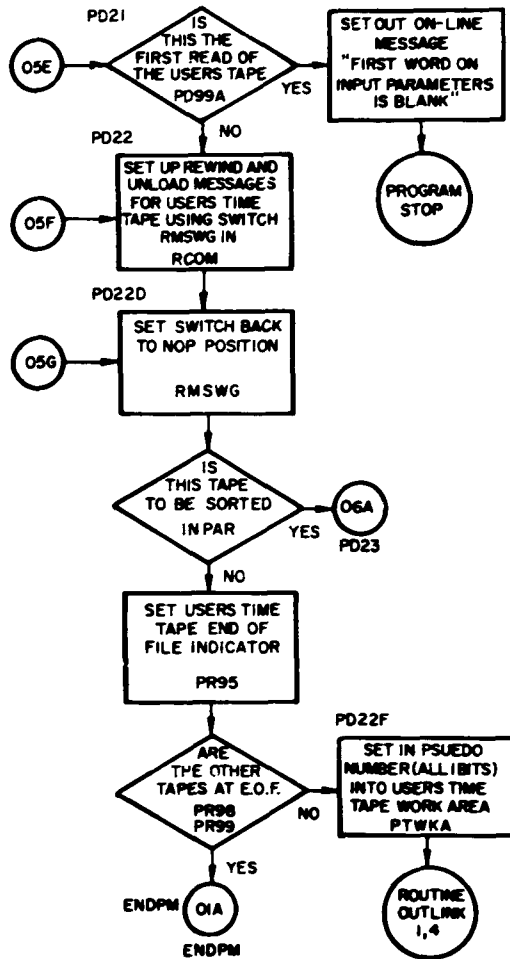 PD21
IS
THIS THE
FIRST READ OF
THE USERS TAPE
PD99A
05E
YES
NO
SET OUT ON-LINE
MESSAGE
"FIRST WORD ON
INPUT PARAMETERS
IS BLANK"
PROGRAM
STOP
PD22
SET UP REWIND AND
UNLOAD MESSAGES
FOR USERS TIME
TAPE USING SWITCH
RMSWG IN
RCOM
05F
PD22D
SET SWITCH BACK
TO NOP POSITION
RMSWG
05G
IS
THIS TAPE
TO BE SORTED
IN PAR
YES
06A
PD23
NO
SET USERS TIME
TAPE END OF
FILE INDICATOR
PR95
ARE
THE OTHER
TAPES AT E.O.F.
PR98
PR99
NO
YES
PD22F
SET IN PSUEDO
NUMBER(ALL 1 BITS)
INTO USERS TIME
TAPE WORK AREA
PTWKA
ROUTINE
OUTLINK
1,4
ENDPM
01A
ENDPM